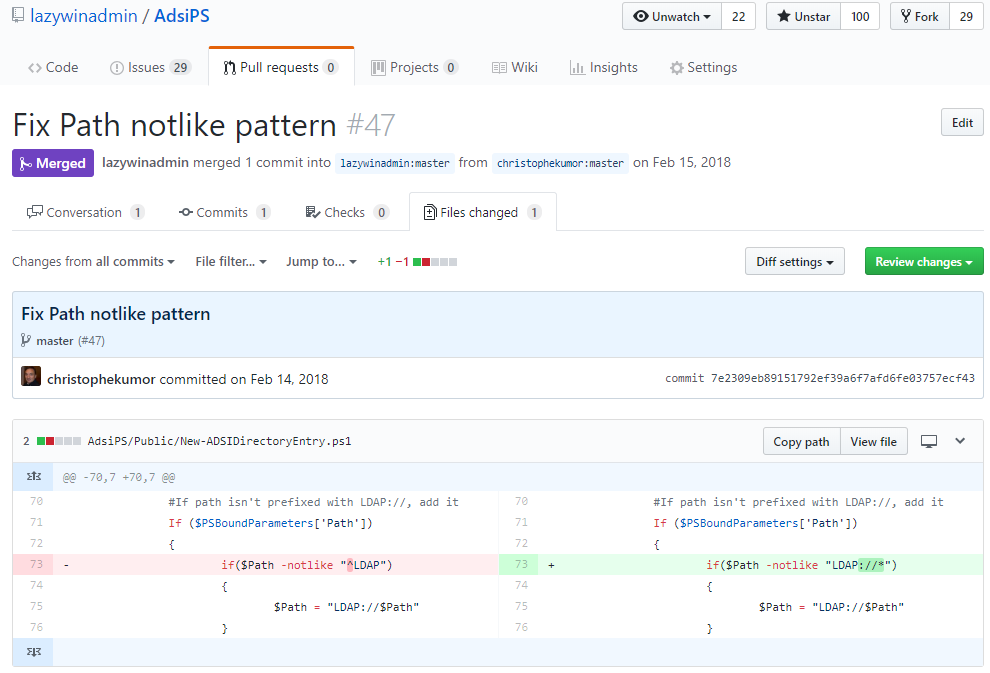 lazywinadmin / AdsiPS
Unwatch 22 Unstar 100 Fork 29
Code Issues 29 Pull requests 0 Projects 0 Wiki Insights Settings
Fix Path notlike pattern #47 Edit
Merged lazywinadmin merged 1 commit into lazywinadmin:master from christophekumor:master on Feb 15, 2018
Conversation 1 Commits 1 Checks 0 Files changed 1
Changes from all commits File filter... Jump to... +1 −1 Diff settings Review changes
Fix Path notlike pattern
master (#47)
christophekumor committed on Feb 14, 2018 commit 7e2309eb89151792ef39a6f7afd6fe03757ecf43
2 AdsiPS/Public/New-ADSIDirectoryEntry.ps1 Copy path View file
@@ -70,7 +70,7 @@
70 #If path isn't prefixed with LDAP://, add it 70 #If path isn't prefixed with LDAP://, add it
71 If ($PSBoundParameters['Path']) 71 If ($PSBoundParameters['Path'])
72 { 72 {
73 - if($Path -notlike "^LDAP") 73 + if($Path -notlike "LDAP://*")
74 { 74 {
75 $Path = "LDAP://$Path" 75 $Path = "LDAP://$Path"
76 } 76 }